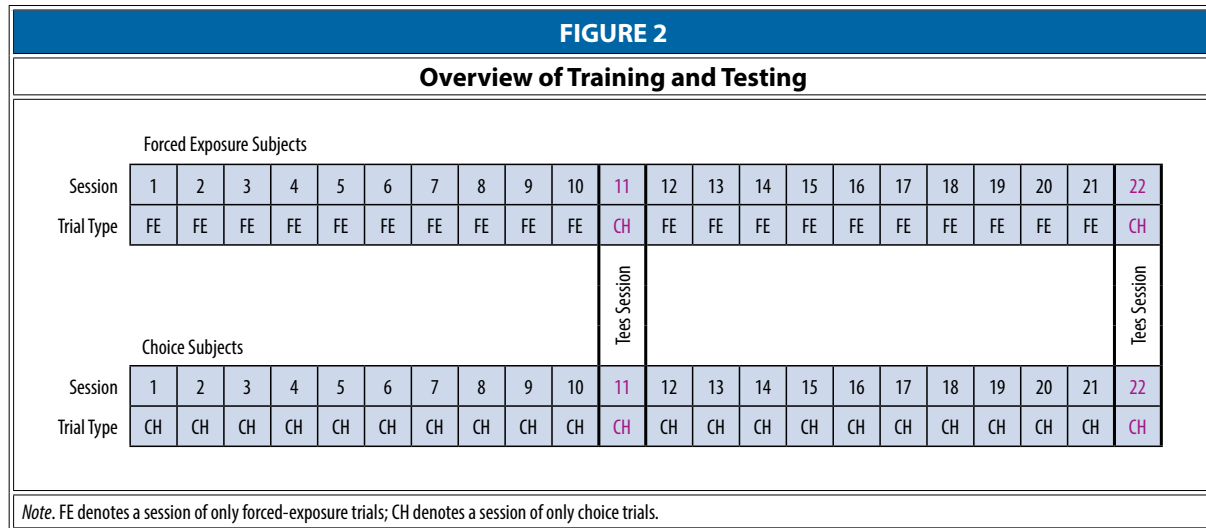 FIGURE 2
Overview of Training and Testing
Forced Exposure Subjects
Session 1 2 3 4 5 6 7 8 9 10 11 12 13 14 15 16 17 18 19 20 21 22
Trial Type FE FE FE FE FE FE FE FE FE FE CH FE FE FE FE FE FE FE FE FE FE CH
Tees Session
Tees Session
Choice Subjects
Session 1 2 3 4 5 6 7 8 9 10 11 12 13 14 15 16 17 18 19 20 21 22
Trial Type CH CH CH CH CH CH CH CH CH CH CH CH CH CH CH CH CH CH CH CH CH CH
Note. FE denotes a session of only forced-exposure trials; CH denotes a session of only choice trials.